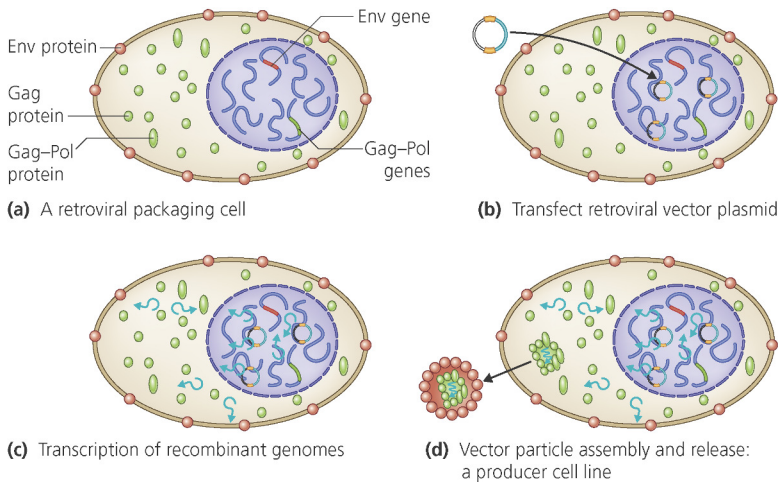 Env protein
Gag
protein
Gag–Pol
protein
Env gene
Gag–Pol
genes
(a) A retroviral packaging cell
(b) Transfect retroviral vector plasmid
(c) Transcription of recombinant genomes
(d) Vector particle assembly and release:
a producer cell line